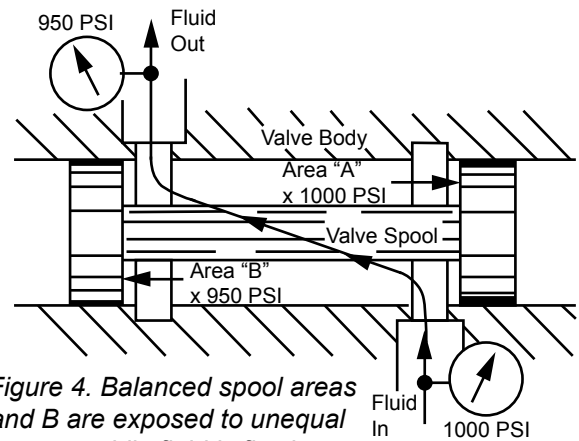 950 PSI
Fluid
Out
Valve Body
Area “A”
x 1000 PSI
Valve Spool
Area “B”
x 950 PSI
Figure 4. Balanced spool areas
and B are exposed to unequal
Fluid
In
1000 PSI